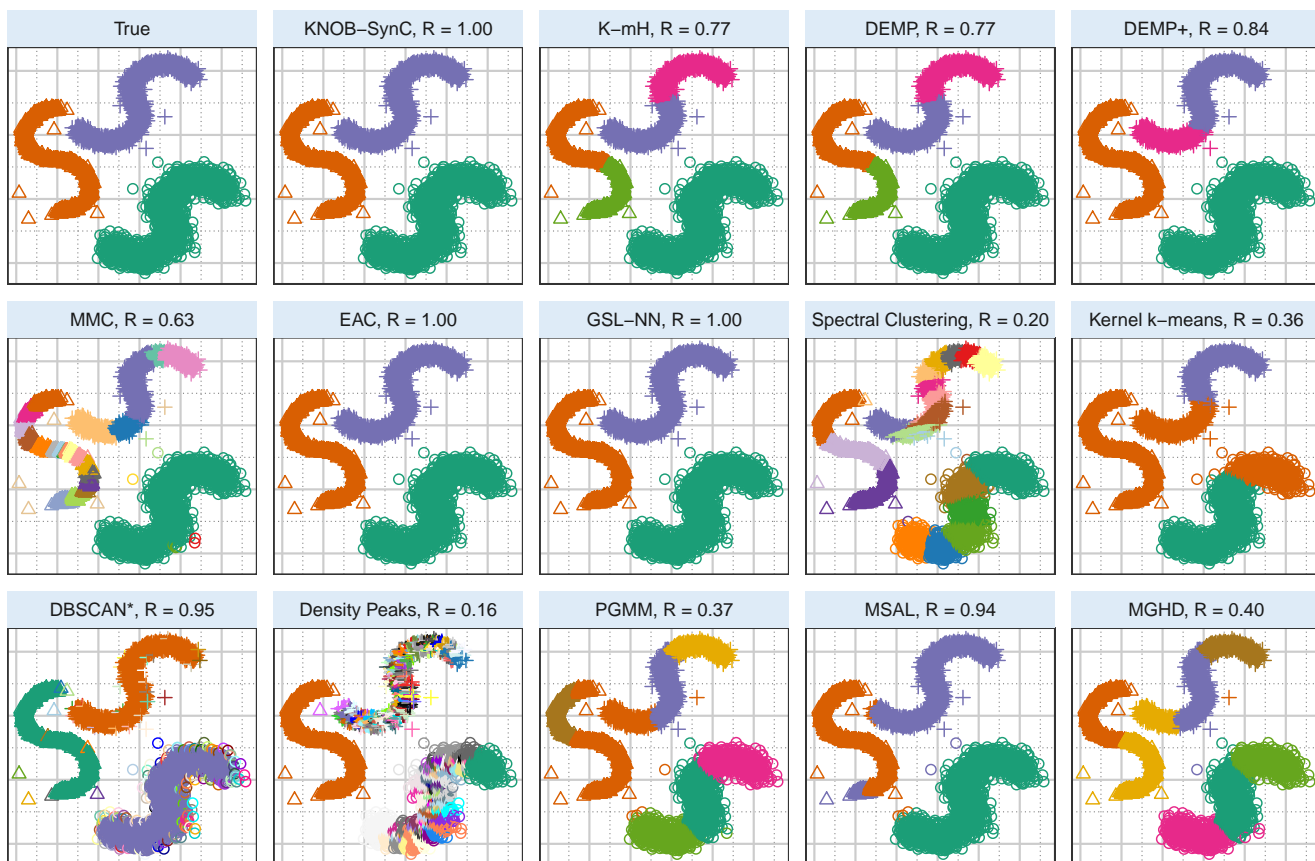 True
KNOB−SynC, R = 1.00
K−mH, R = 0.77
DEMP, R = 0.77
DEMP+, R = 0.84
MMC, R = 0.63
EAC, R = 1.00
GSL−NN, R = 1.00
Spectral Clustering, R = 0.20
Kernel k−means, R = 0.36
DBSCAN*, R = 0.95
Density Peaks, R = 0.16
PGMM, R = 0.37
MSAL, R = 0.94
MGHD, R = 0.40